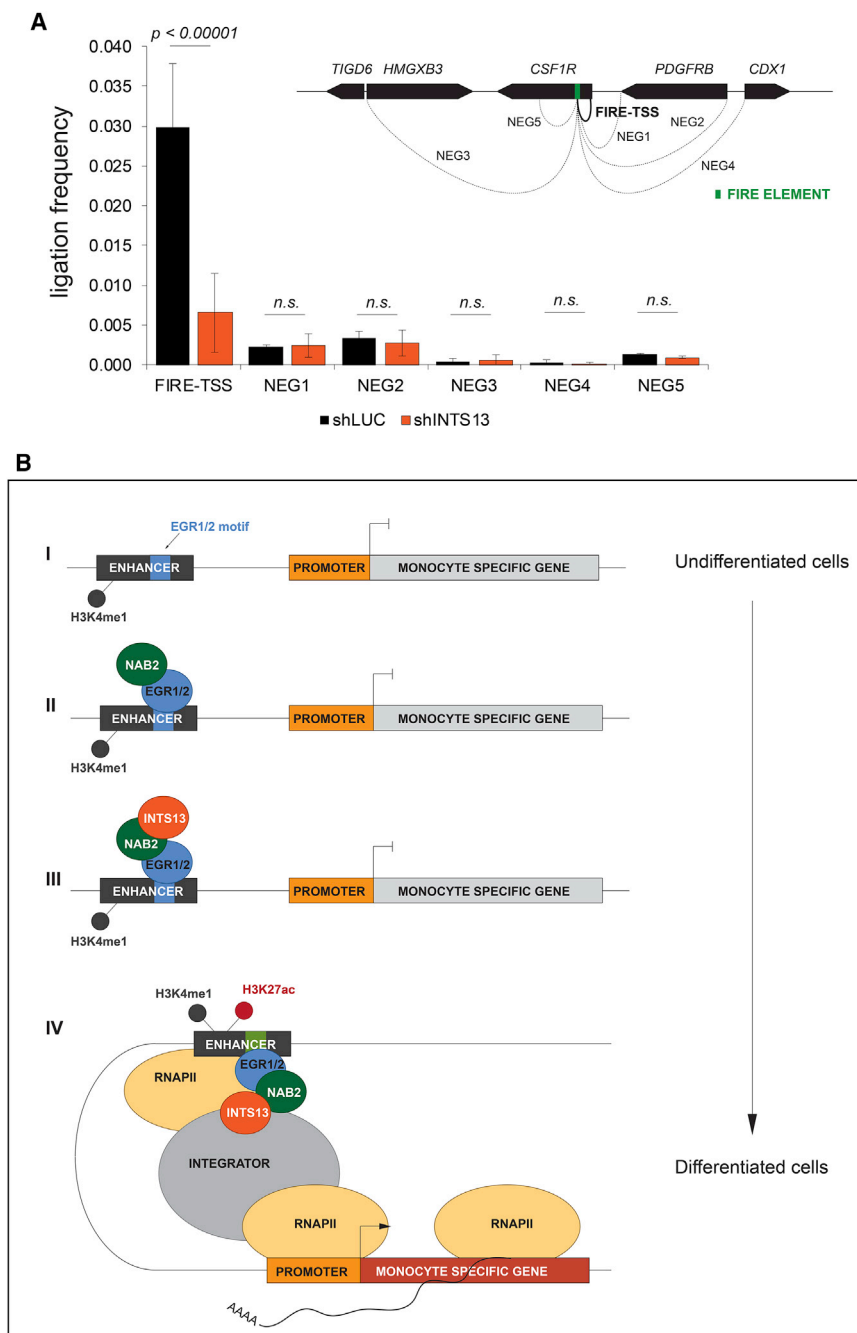 A
p < 0.00001
0.040
0.035
0.030
0.025
0.020
0.015
0.010
0.005
0.000
ligation frequency
n.s.
n.s.
n.s.
n.s.
n.s.
FIRE-TSS
NEG1
NEG2
NEG3
NEG4
NEG5
shLUC
shINTS13
TIGD6
HMGXB3
CSF1R
PDGFRB
CDX1
FIRE-TSS
NEG5
NEG1
NEG2
NEG3
NEG4
FIRE ELEMENT
B
EGR1/2 motif
I
ENHANCER
PROMOTER
MONOCYTE SPECIFIC GENE
Undifferentiated cells
H3K4me1
NAB2
EGR1/2
II
ENHANCER
PROMOTER
MONOCYTE SPECIFIC GENE
H3K4me1
INTS13
NAB2
EGR1/2
III
ENHANCER
PROMOTER
MONOCYTE SPECIFIC GENE
H3K4me1
H3K4me1
H3K27ac
IV
ENHANCER
EGR1/2
RNAPII
NAB2
INTS13
INTEGRATOR
Differentiated cells
RNAPII
RNAPII
PROMOTER
MONOCYTE SPECIFIC GENE
AAAA